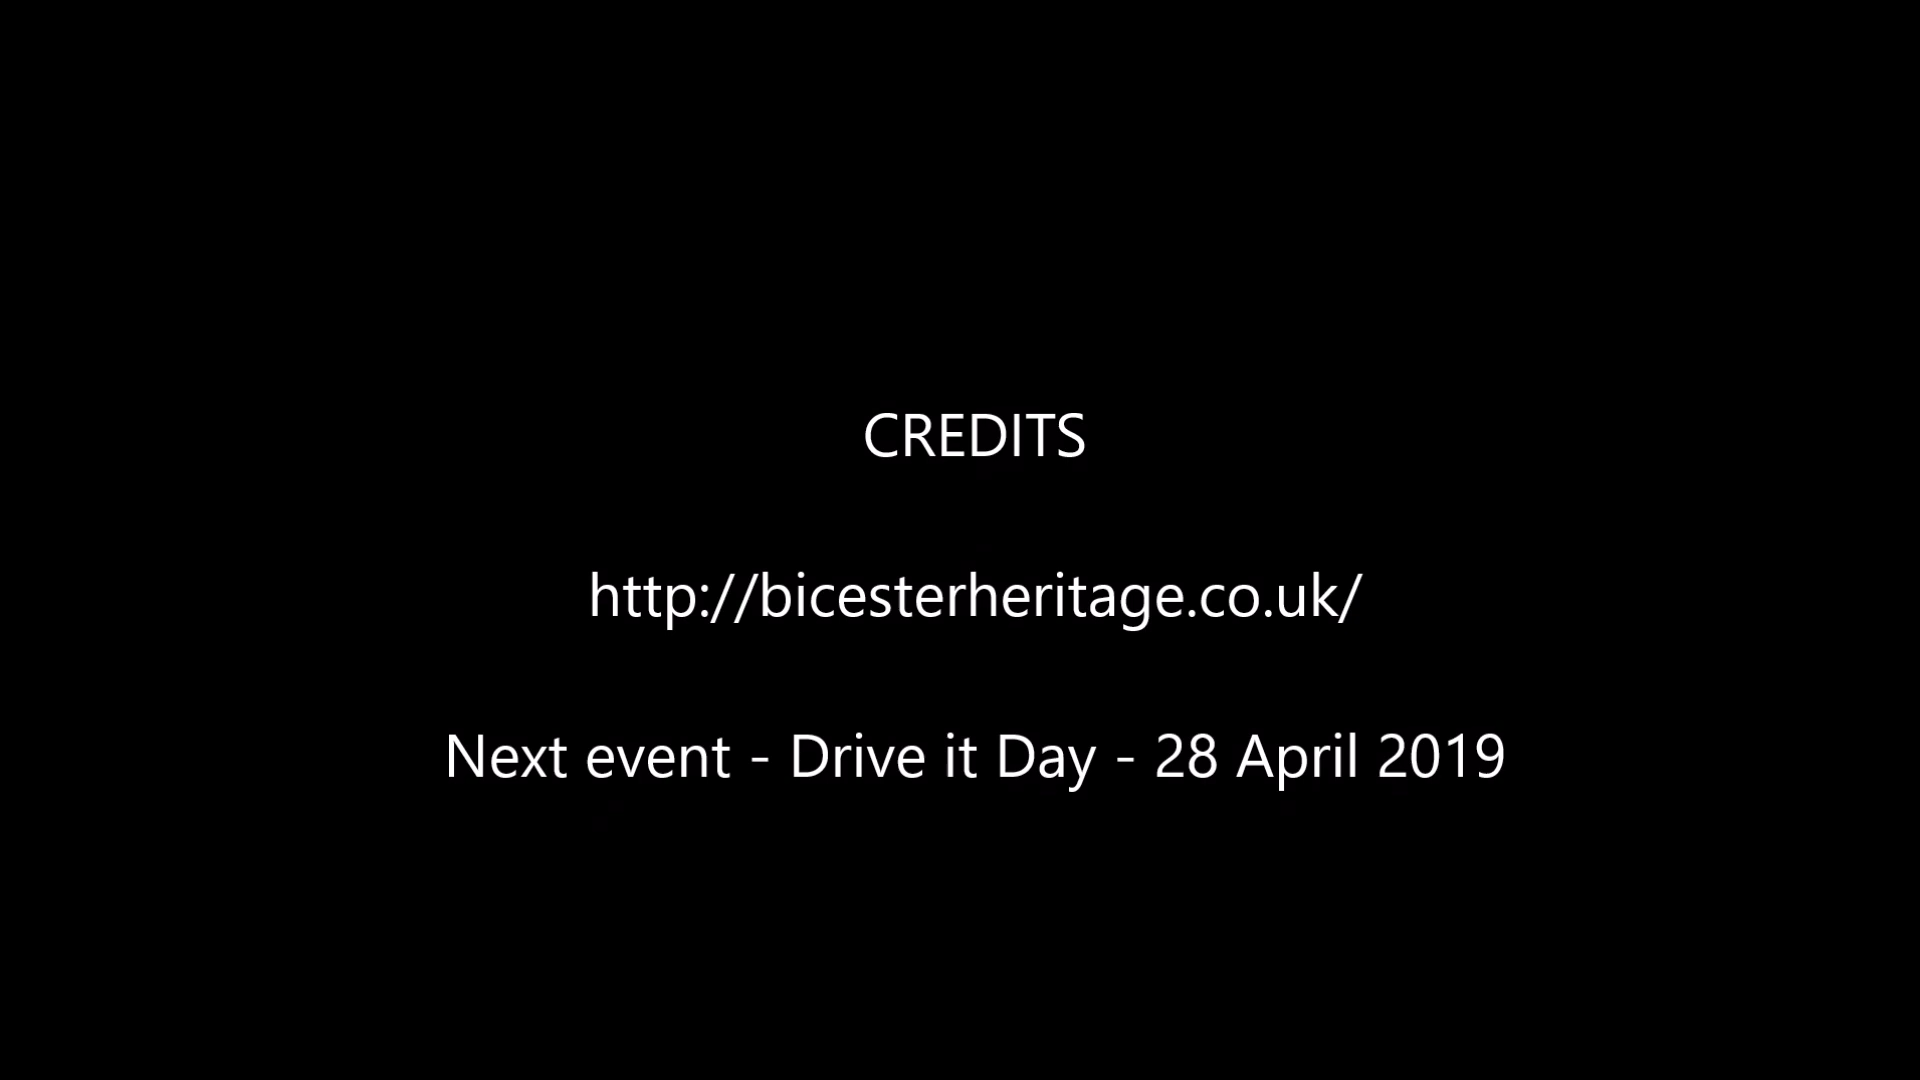 CREDITS
http://bicesterheritage.co.uk/
Next event - Drive it Day - 28 April 2019